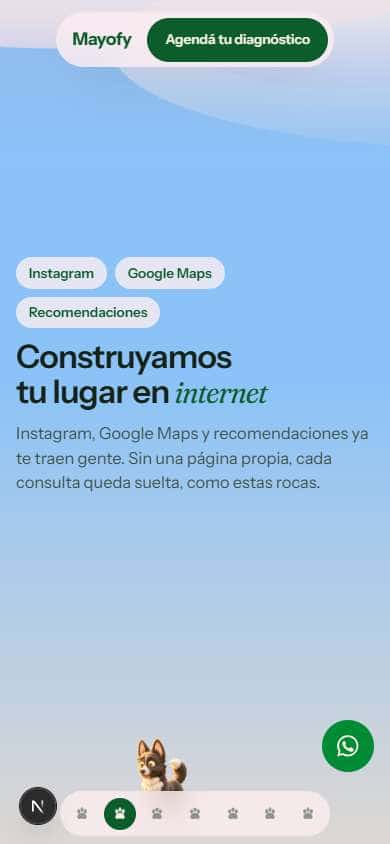 Mayofy
Agendá tu diagnóstico
Instagram
Google Maps
Recomendaciones
Construyamos
tu lugar en internet
Instagram, Google Maps y recomendaciones ya
te traen gente. Sin una página propia, cada
consulta queda suelta, como estas rocas.
N